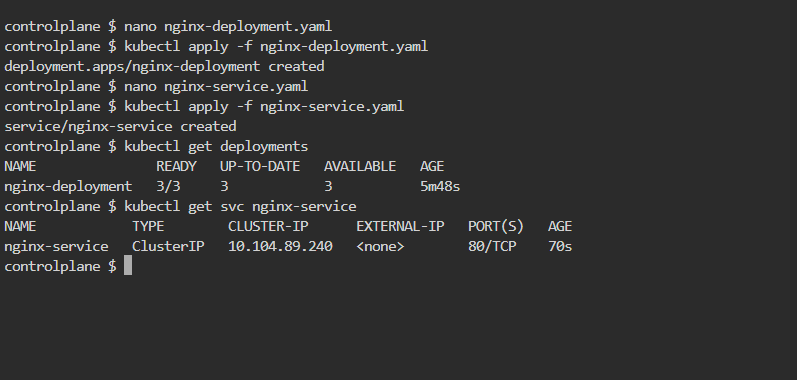 controlplane $ nano nginx-deployment.yaml
controlplane $ kubectl apply -f nginx-deployment.yaml
deployment.apps/nginx-deployment created
controlplane $ nano nginx-service.yaml
controlplane $ kubectl apply -f nginx-service.yaml
service/nginx-service created
controlplane $ kubectl get deployments
NAME               READY   UP-TO-DATE   AVAILABLE   AGE
nginx-deployment   3/3     3            3           5m48s
controlplane $ kubectl get svc nginx-service
NAME            TYPE        CLUSTER-IP      EXTERNAL-IP   PORT(S)   AGE
nginx-service   ClusterIP   10.104.89.240   <none>        80/TCP    70s
controlplane $